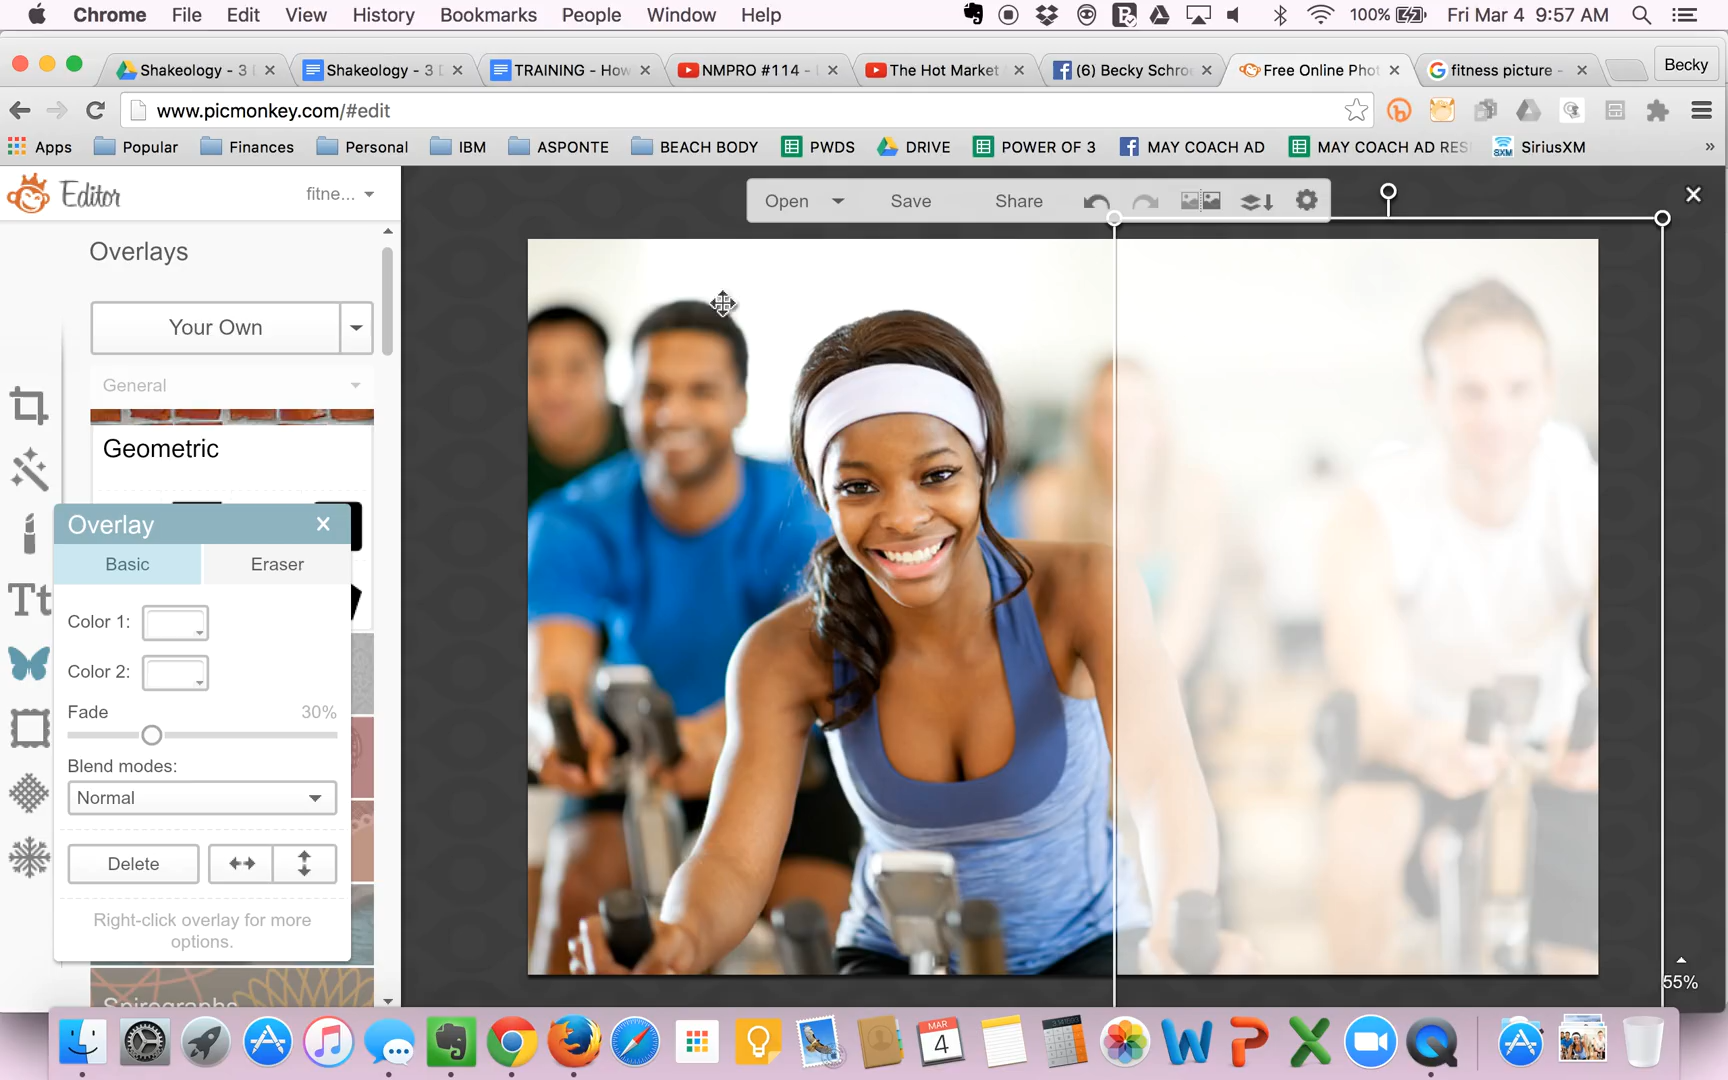 Chrome File Edit View History Bookmarks People Window Help 100% Fri Mar 4 9:57 AM
Shakeology - 3 E Shakeology - 3 TRAINING - How NMPRO #114 - The Hot Market (6) Becky Schro Free Online Phot fitness picture - Becky
www.picmonkey.com/#edit
Apps Popular Finances Personal IBM ASPONTE BEACH BODY PWDS DRIVE POWER OF 3 MAY COACH AD MAY COACH AD RES SXM SiriusXM »
Editor fitne...
Open Save Share
Overlays
Your Own
General
Geometric
Overlay
Basic Eraser
Tt
Color 1:
Color 2:
Fade 30%
Blend modes:
Normal
Delete
Right-click overlay for more
options.
55%
Spirographs
MAR
4
W P X